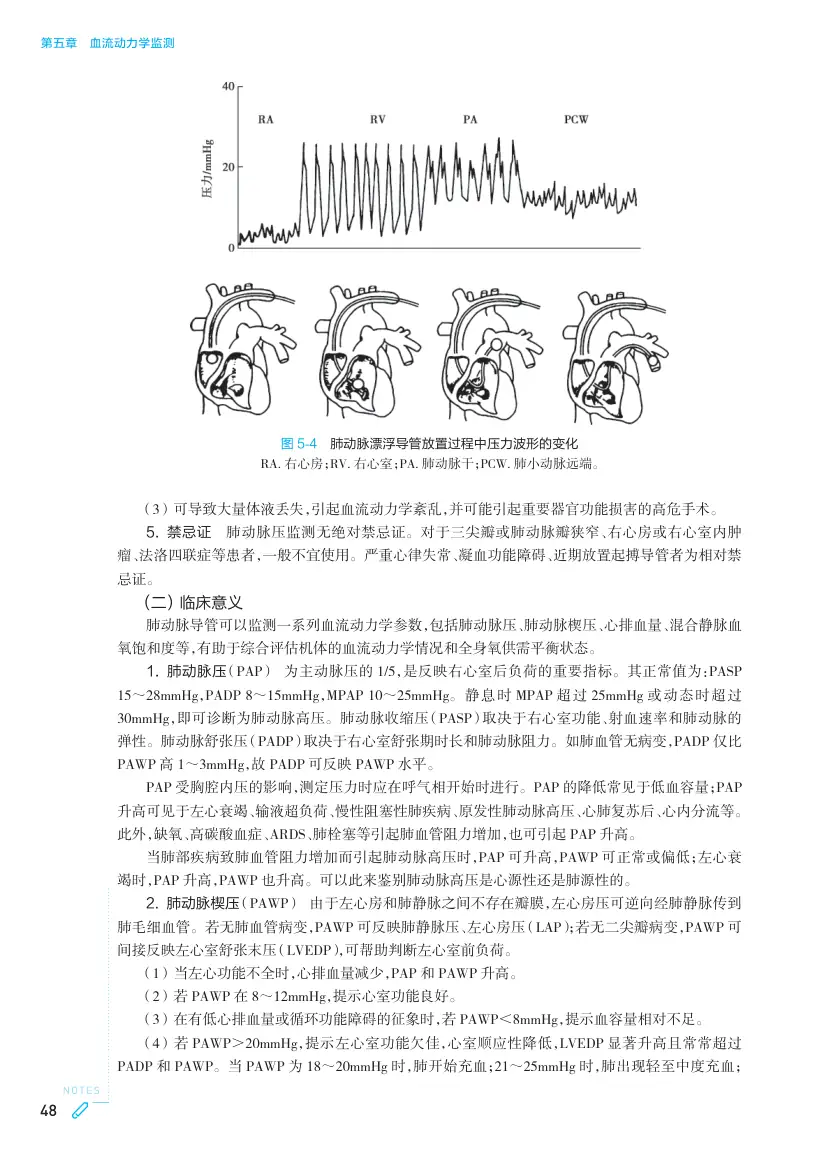 第五章 血流动力学监测
40
RA RV PA PCW
压力/mmHg
20
0
图 5-4 肺动脉漂浮导管放置过程中压力波形的变化
RA. 右心房;RV. 右心室;PA. 肺动脉干;PCW. 肺小动脉远端。
（3）可导致大量体液丢失,引起血流动力学紊乱,并可能引起重要器官功能损害的高危手术。
5. 禁忌证 肺动脉压监测无绝对禁忌证。对于三尖瓣或肺动脉瓣狭窄、右心房或右心室内肿
瘤、法洛四联症等患者,一般不宜使用。严重心律失常、凝血功能障碍、近期放置起搏导管者为相对禁
忌证。
（二）临床意义
肺动脉导管可以监测一系列血流动力学参数,包括肺动脉压、肺动脉楔压、心排血量、混合静脉血
氧饱和度等,有助于综合评估机体的血流动力学情况和全身氧供需平衡状态。
1. 肺动脉压（PAP） 为主动脉压的 1/5,是反映右心室后负荷的重要指标。其正常值为:PASP
15～28mmHg,PADP 8～15mmHg,MPAP 10～25mmHg。静息时 MPAP 超过 25mmHg 或动态时超过
30mmHg,即可诊断为肺动脉高压。肺动脉收缩压（PASP）取决于右心室功能、射血速率和肺动脉的
弹性。肺动脉舒张压（PADP）取决于右心室舒张期时长和肺动脉阻力。如肺血管无病变,PADP 仅比
PAWP 高 1～3mmHg,故 PADP 可反映 PAWP 水平。
PAP 受胸腔内压的影响,测定压力时应在呼气相开始时进行。PAP 的降低常见于低血容量;PAP
升高可见于左心衰竭、输液超负荷、慢性阻塞性肺疾病、原发性肺动脉高压、心肺复苏后、心内分流等。
此外,缺氧、高碳酸血症、ARDS、肺栓塞等引起肺血管阻力增加,也可引起 PAP 升高。
当肺部疾病致肺血管阻力增加而引起肺动脉高压时,PAP 可升高,PAWP 可正常或偏低;左心衰
竭时,PAP 升高,PAWP 也升高。可以此来鉴别肺动脉高压是心源性还是肺源性的。
2. 肺动脉楔压（PAWP） 由于左心房和肺静脉之间不存在瓣膜,左心房压可逆向经肺静脉传到
肺毛细血管。若无肺血管病变,PAWP 可反映肺静脉压、左心房压（LAP）;若无二尖瓣病变,PAWP 可
间接反映左心室舒张末压（LVEDP）,可帮助判断左心室前负荷。
（1）当左心功能不全时,心排血量减少,PAP 和 PAWP 升高。
（2）若 PAWP 在 8～12mmHg,提示心室功能良好。
（3）在有低心排血量或循环功能障碍的征象时,若 PAWP＜8mmHg,提示血容量相对不足。
（4）若 PAWP＞20mmHg,提示左心室功能欠佳,心室顺应性降低,LVEDP 显著升高且常常超过
PADP 和 PAWP。当 PAWP 为 18～20mmHg 时,肺开始充血;21～25mmHg 时,肺出现轻至中度充血;
NOTES
48